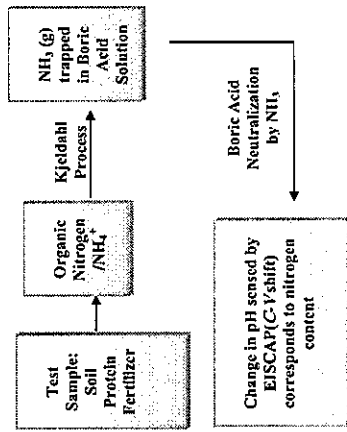 Test
Sample:
Soil
Protein
Fertilizer
Organic
Nitrogen
/NH₄⁺
Kjeldahl
Process
NH₃ (g)
trapped
in Boric
Acid
Solution
Boric Acid
Neutralization
by NH₃
Change in pH sensed by
EISCAP(C-V shift)
corresponds to nitrogen
content